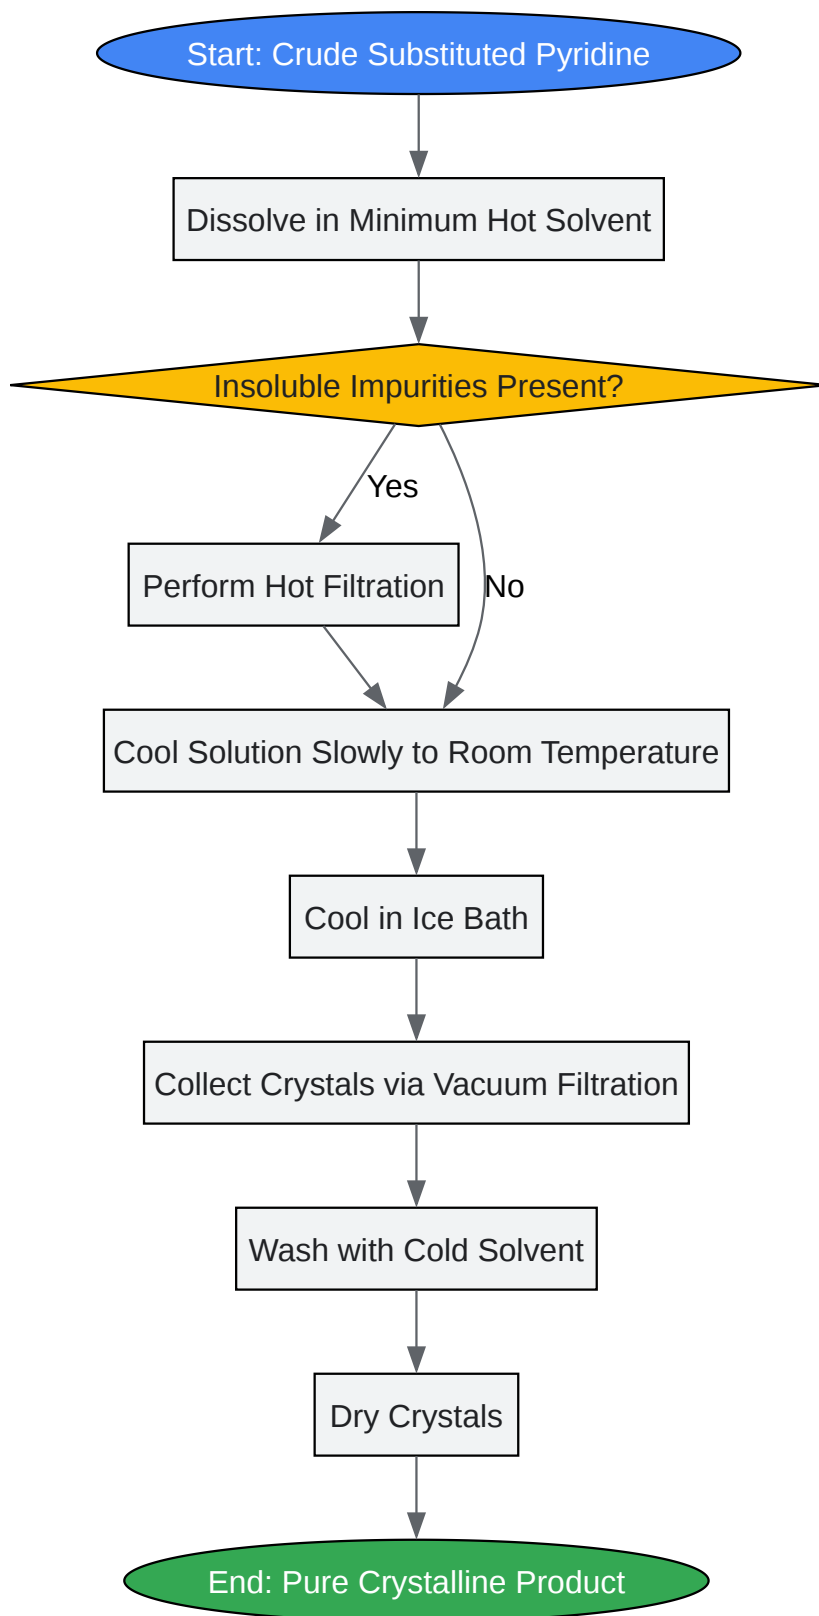 Start: Crude Substituted Pyridine
Dissolve in Minimum Hot Solvent
Insoluble Impurities Present?
Yes
Perform Hot Filtration
No
Cool Solution Slowly to Room Temperature
Cool in Ice Bath
Collect Crystals via Vacuum Filtration
Wash with Cold Solvent
Dry Crystals
End: Pure Crystalline Product